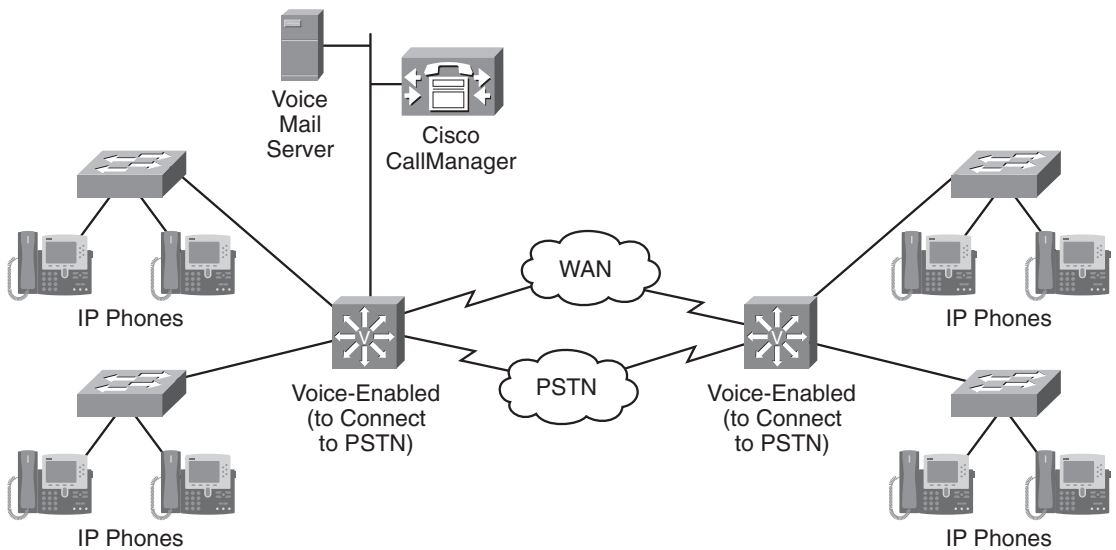 Voice
Mail
Server
Cisco
CallManager
IP Phones
WAN
IP Phones
V
V
Voice-Enabled
(to Connect
to PSTN)
PSTN
Voice-Enabled
(to Connect
to PSTN)
IP Phones
IP Phones